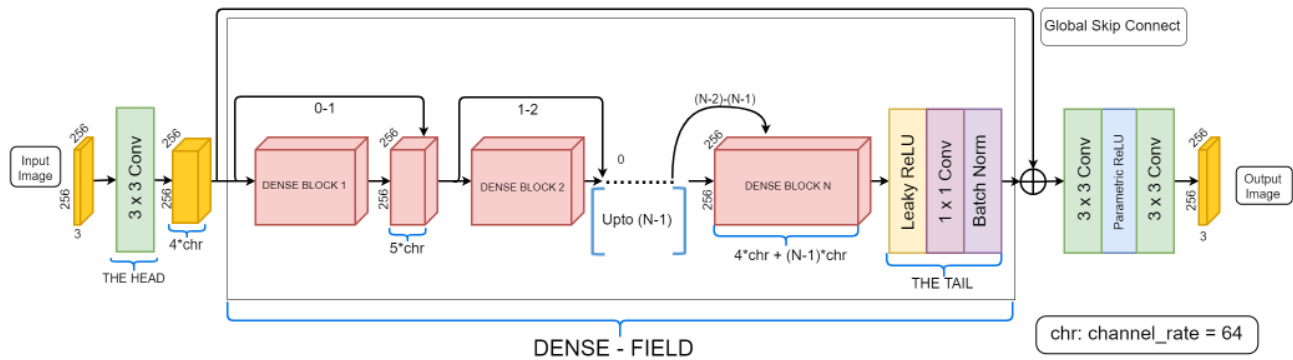 Global Skip Connect
0-1
1-2
(N-2)-(N-1)
Input
Image
256
256
3
3 x 3 Conv
THE HEAD
256
256
4*chr
DENSE BLOCK 1
256
256
5*chr
DENSE BLOCK 2
0
Upto (N-1)
256
256
DENSE BLOCK N
4*chr + (N-1)*chr
Leaky ReLU
1 x 1 Conv
Batch Norm
THE TAIL
3 x 3 Conv
Parametric ReLU
3 x 3 Conv
256
256
3
Output
Image
DENSE - FIELD
chr: channel_rate = 64